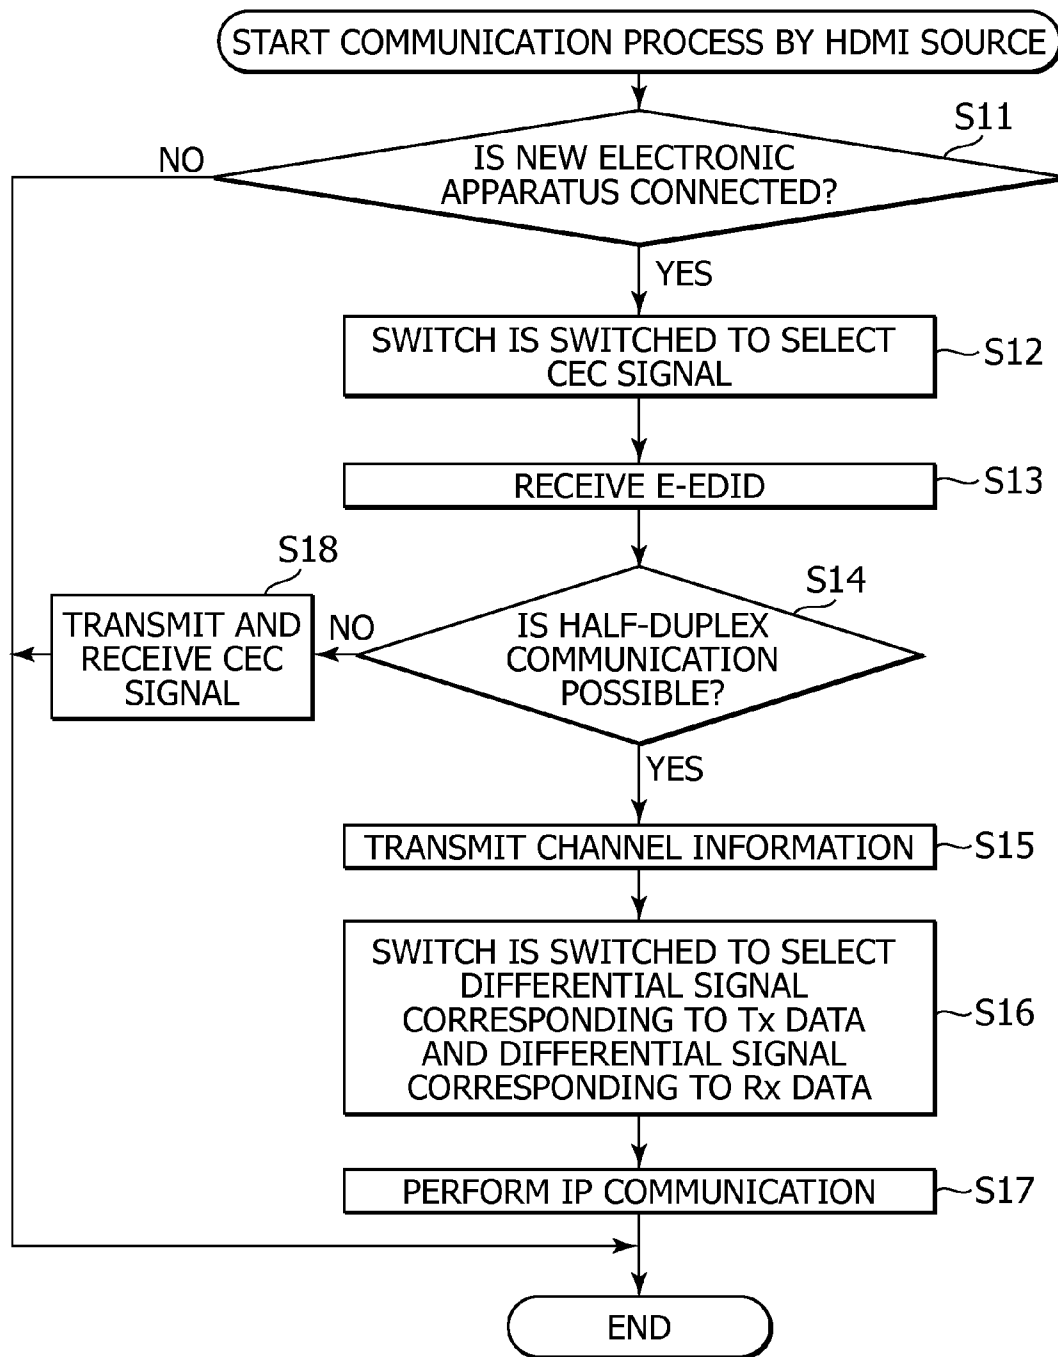 START COMMUNICATION PROCESS BY HDMI SOURCE
S11
NO
IS NEW ELECTRONIC
APPARATUS CONNECTED?
YES
SWITCH IS SWITCHED TO SELECT
CEC SIGNAL
S12
RECEIVE E-EDID
S13
S18
S14
TRANSMIT AND
RECEIVE CEC
SIGNAL
NO
IS HALF-DUPLEX
COMMUNICATION
POSSIBLE?
YES
TRANSMIT CHANNEL INFORMATION
S15
SWITCH IS SWITCHED TO SELECT
DIFFERENTIAL SIGNAL
CORRESPONDING TO Tx DATA
AND DIFFERENTIAL SIGNAL
CORRESPONDING TO Rx DATA
S16
PERFORM IP COMMUNICATION
S17
END